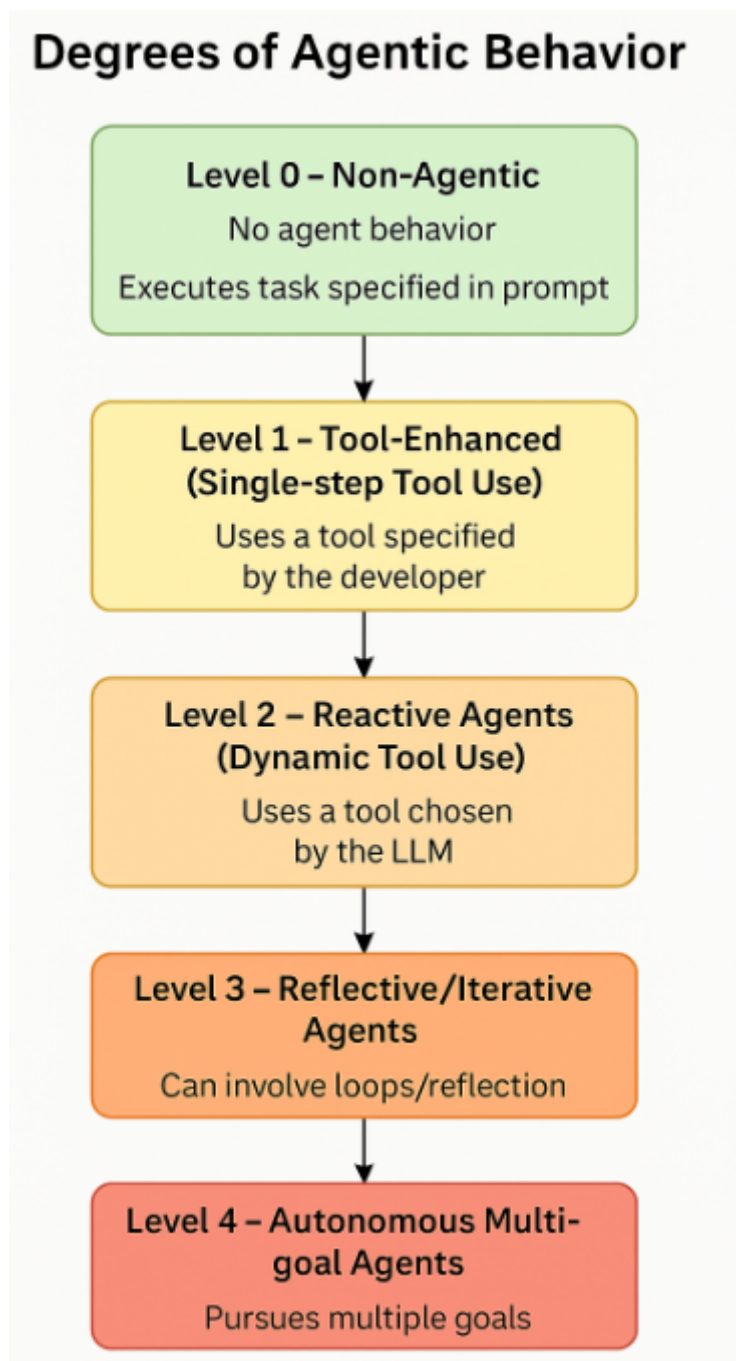 Degrees of Agentic Behavior
Level 0 – Non-Agentic
No agent behavior
Executes task specified in prompt
Level 1 – Tool-Enhanced
(Single-step Tool Use)
Uses a tool specified
by the developer
Level 2 – Reactive Agents
(Dynamic Tool Use)
Uses a tool chosen
by the LLM
Level 3 – Reflective/Iterative
Agents
Can involve loops/reflection
Level 4 – Autonomous Multi-
goal Agents
Pursues multiple goals